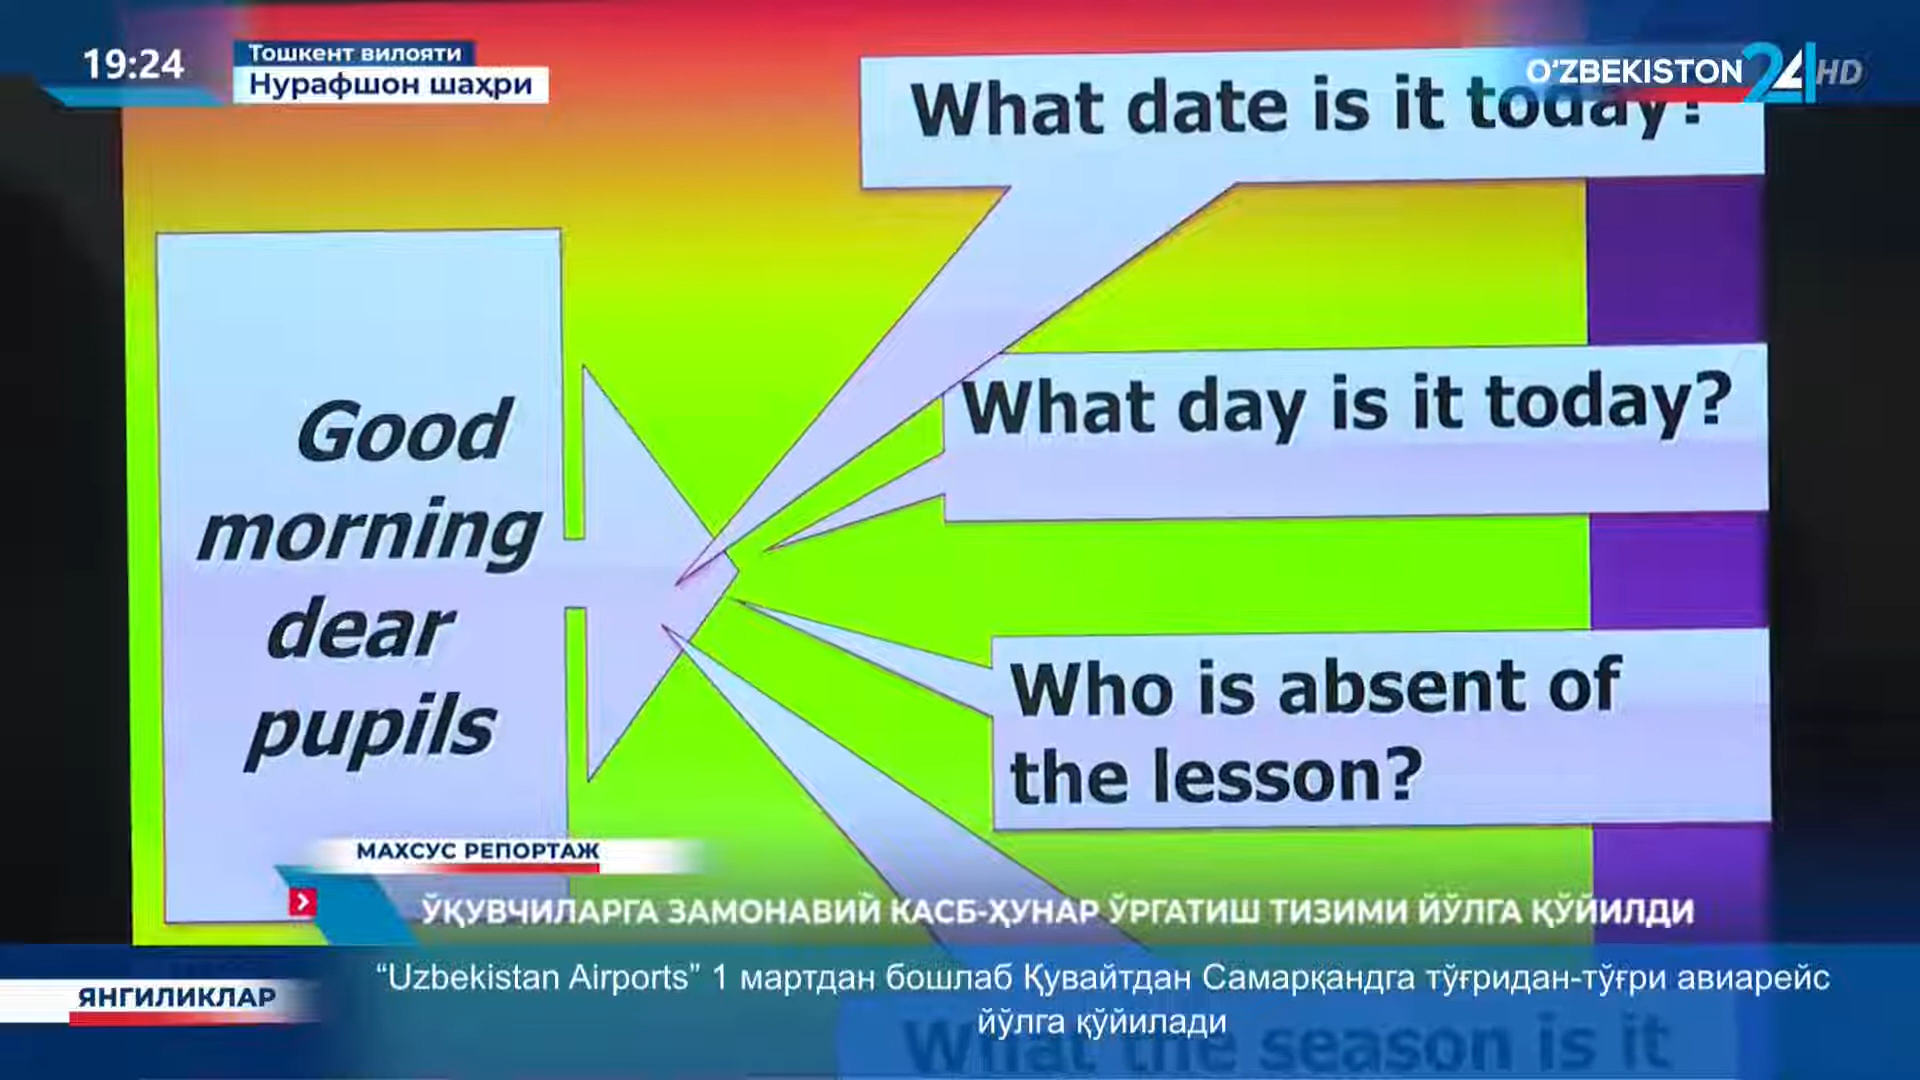 19:24
Тошкент вилояти
Нурафшон шаҳри
O‘ZBEKISTON 24 HD
What date is it today?
What day is it today?
Good
morning
dear
pupils
Who is absent of
the lesson?
МАХСУС РЕПОРТАЖ
ЎҚУВЧИЛАРГА ЗАМОНАВИЙ КАСБ-ҲУНАР ЎРГАТИШ ТИЗИМИ ЙЎЛГА ҚЎЙИЛДИ
ЯНГИЛИКЛАР
“Uzbekistan Airports” 1 мартдан бошлаб Қувайтдан Самарқандга тўғридан-тўғри авиарейс
йўлга қўйилади
What the season is it